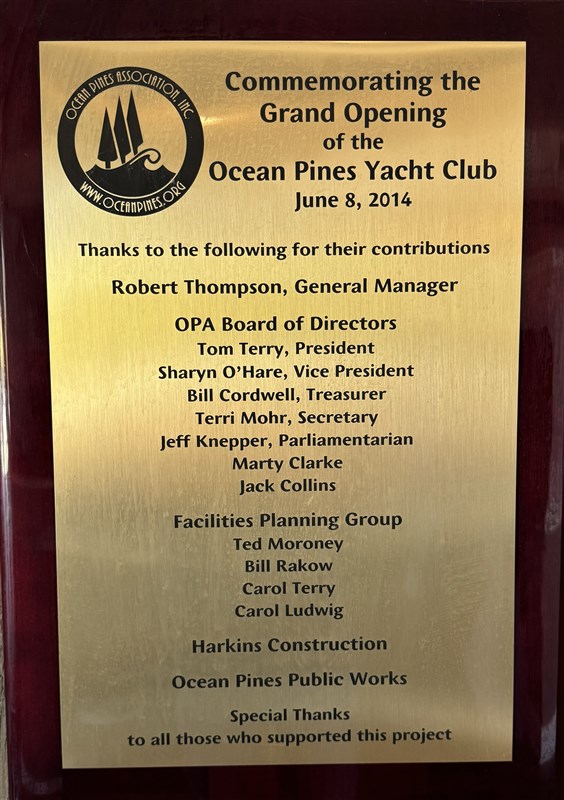 OCEAN PINES ASSOCIATION, INC.
WWW.OCEANPINES.ORG
Commemorating the
Grand Opening
of the
Ocean Pines Yacht Club
June 8, 2014
Thanks to the following for their contributions
Robert Thompson, General Manager
OPA Board of Directors
Tom Terry, President
Sharyn O'Hare, Vice President
Bill Cordwell, Treasurer
Terri Mohr, Secretary
Jeff Knepper, Parliamentarian
Marty Clarke
Jack Collins
Facilities Planning Group
Ted Moroney
Bill Rakow
Carol Terry
Carol Ludwig
Harkins Construction
Ocean Pines Public Works
Special Thanks
to all those who supported this project